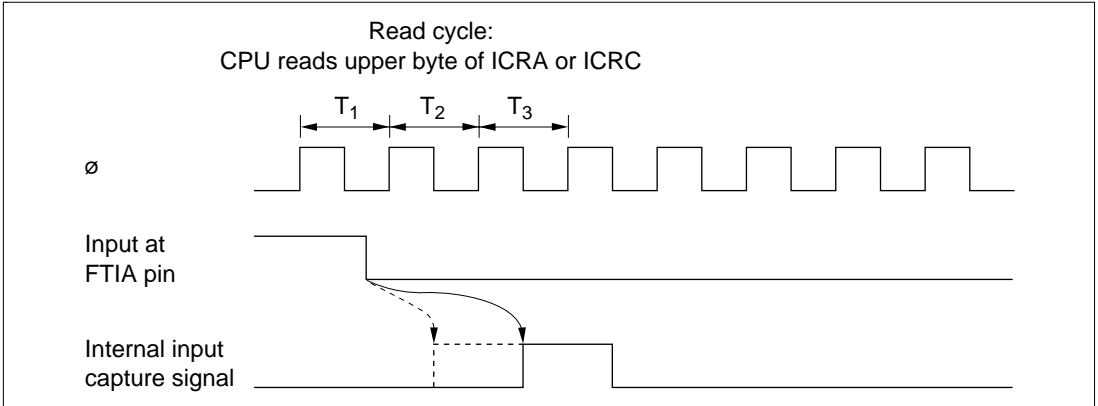 Read cycle:
CPU reads upper byte of ICRA or ICRC
T1 T2 T3
ø
Input at
FTIA pin
Internal input
capture signal